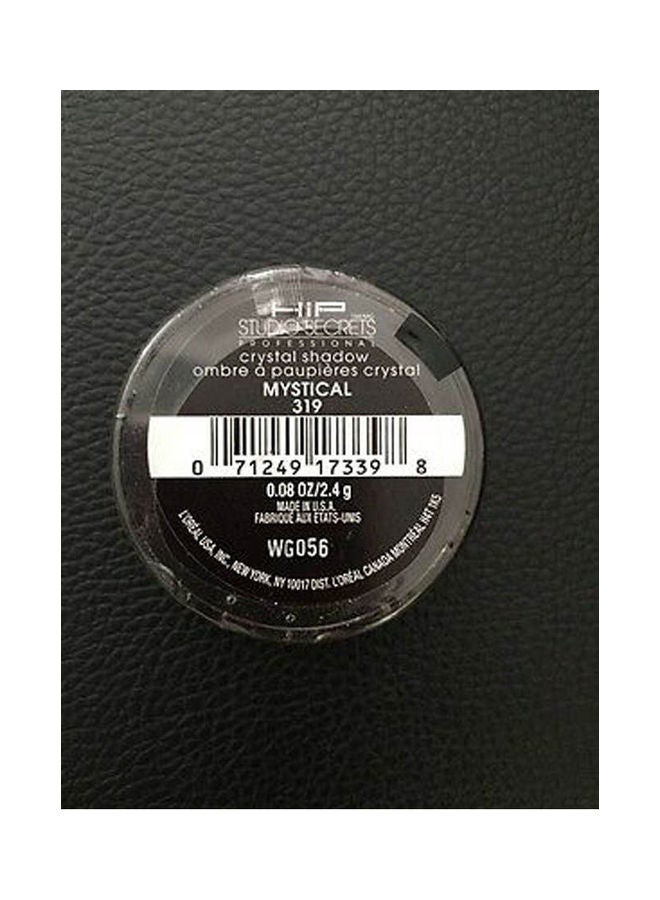 HiP
STUDIO SECRETS
PROFESSIONAL
crystal shadow
ombre à paupières crystal
MYSTICAL
319
0 71249 17339 8
0.08 OZ/2.4 g
MADE IN U.S.A.
FABRIQUÉ AUX ÉTATS-UNIS
WG056
L'ORÉAL USA, INC., NEW YORK, NY 10017 DIST. L'ORÉAL CANADA MONTRÉAL H4T 1K5